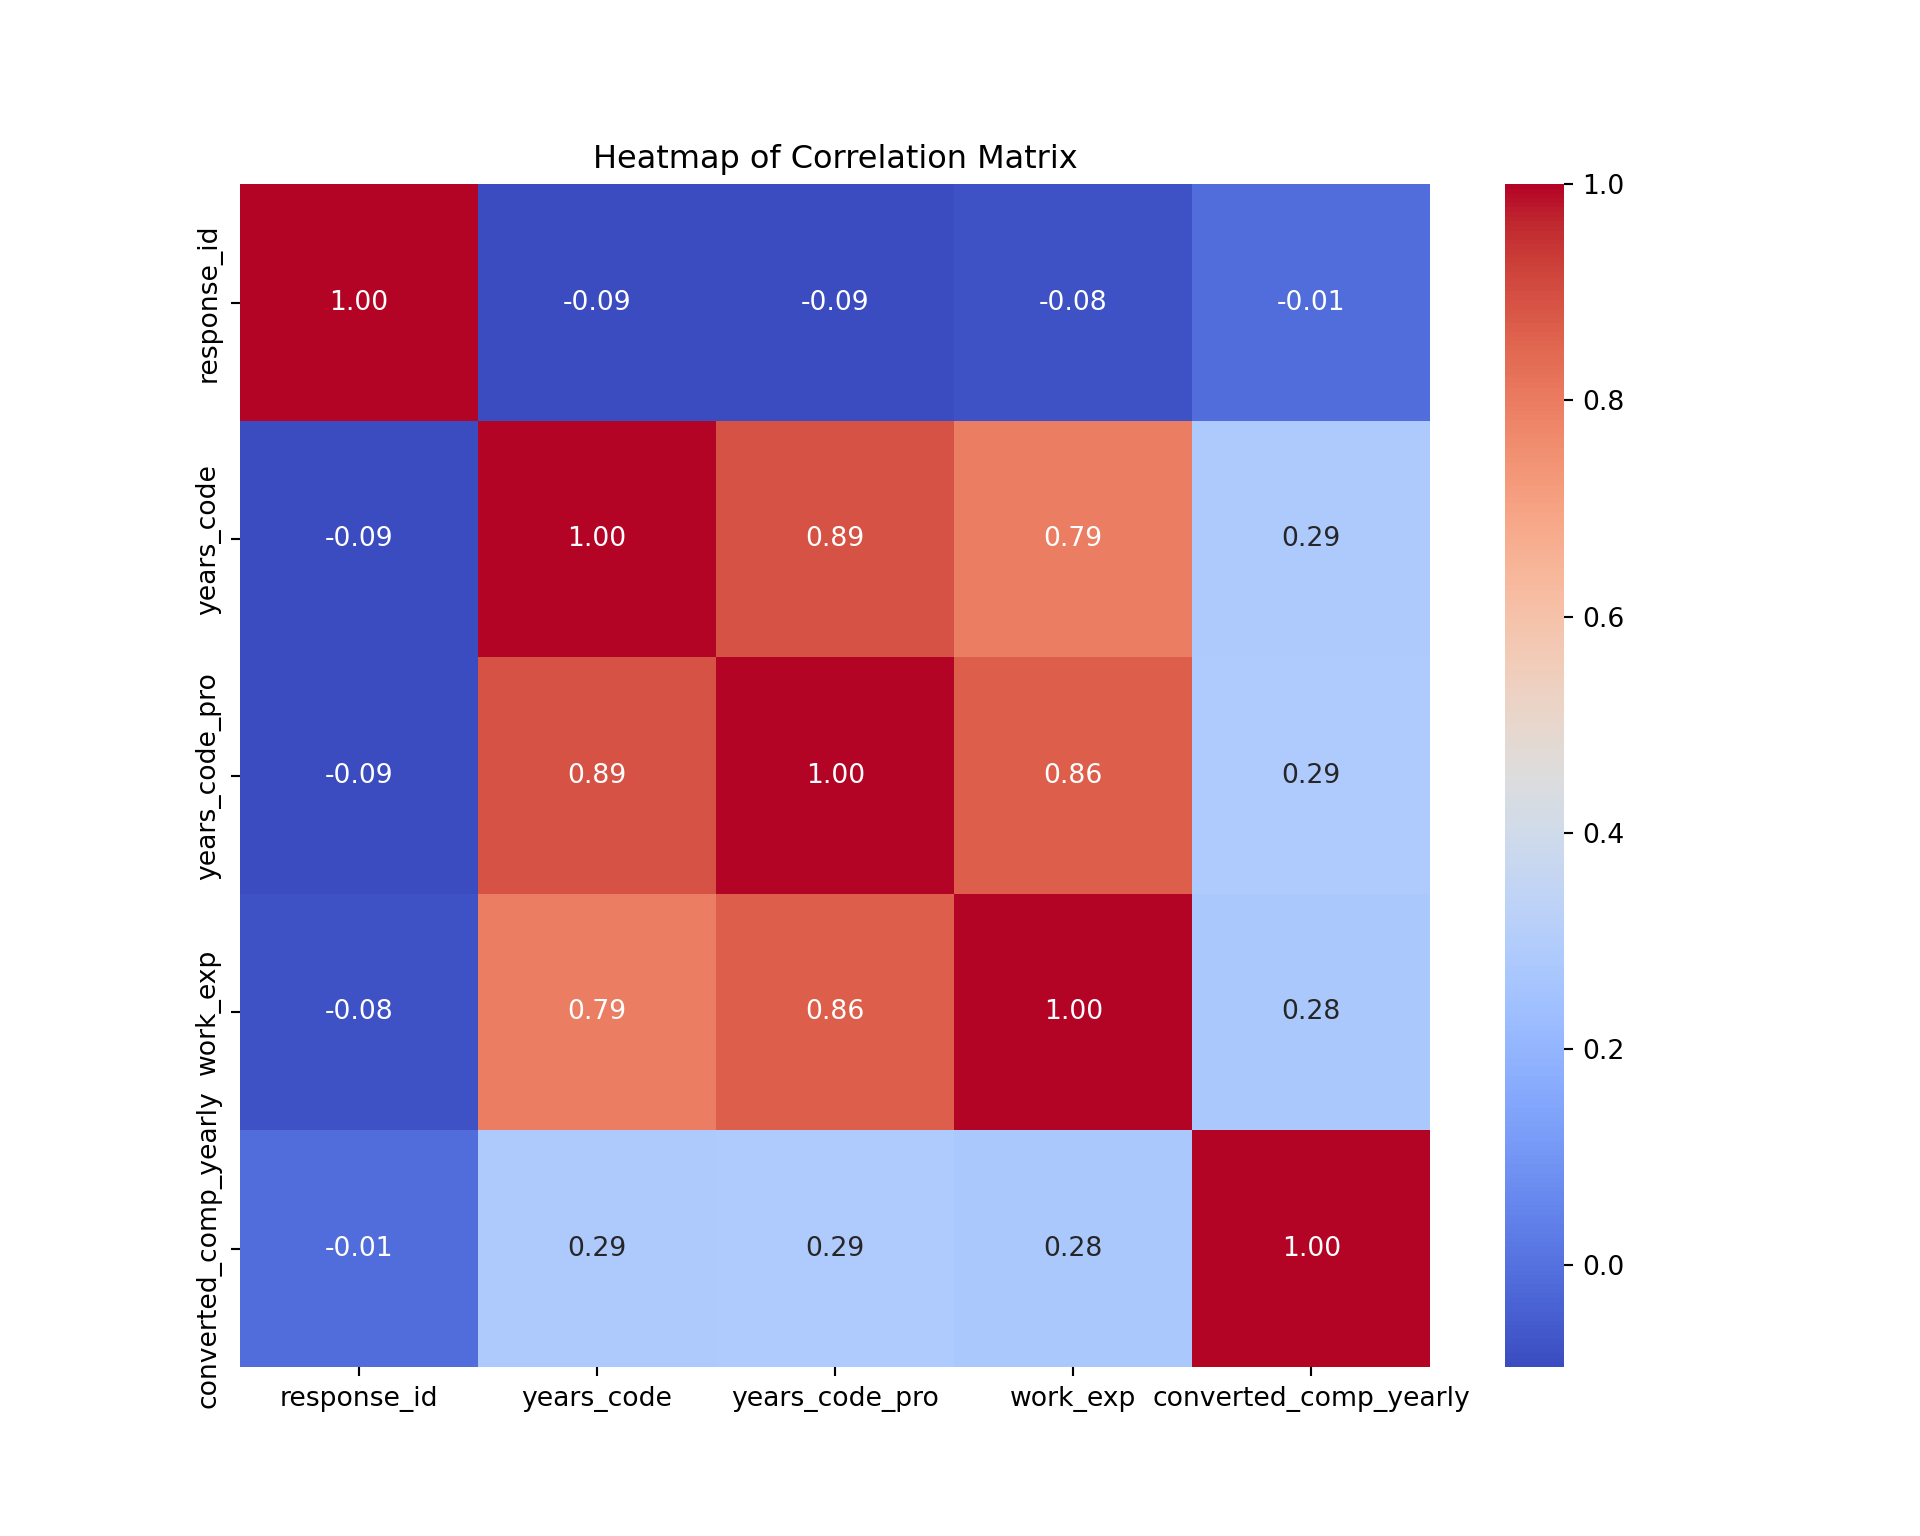 Heatmap of Correlation Matrix
response_id 1.00 -0.09 -0.09 -0.08 -0.01
years_code -0.09 1.00 0.89 0.79 0.29
years_code_pro -0.09 0.89 1.00 0.86 0.29
work_exp -0.08 0.79 0.86 1.00 0.28
converted_comp_yearly -0.01 0.29 0.29 0.28 1.00
response_id years_code years_code_pro work_exp converted_comp_yearly
1.0
0.8
0.6
0.4
0.2
0.0